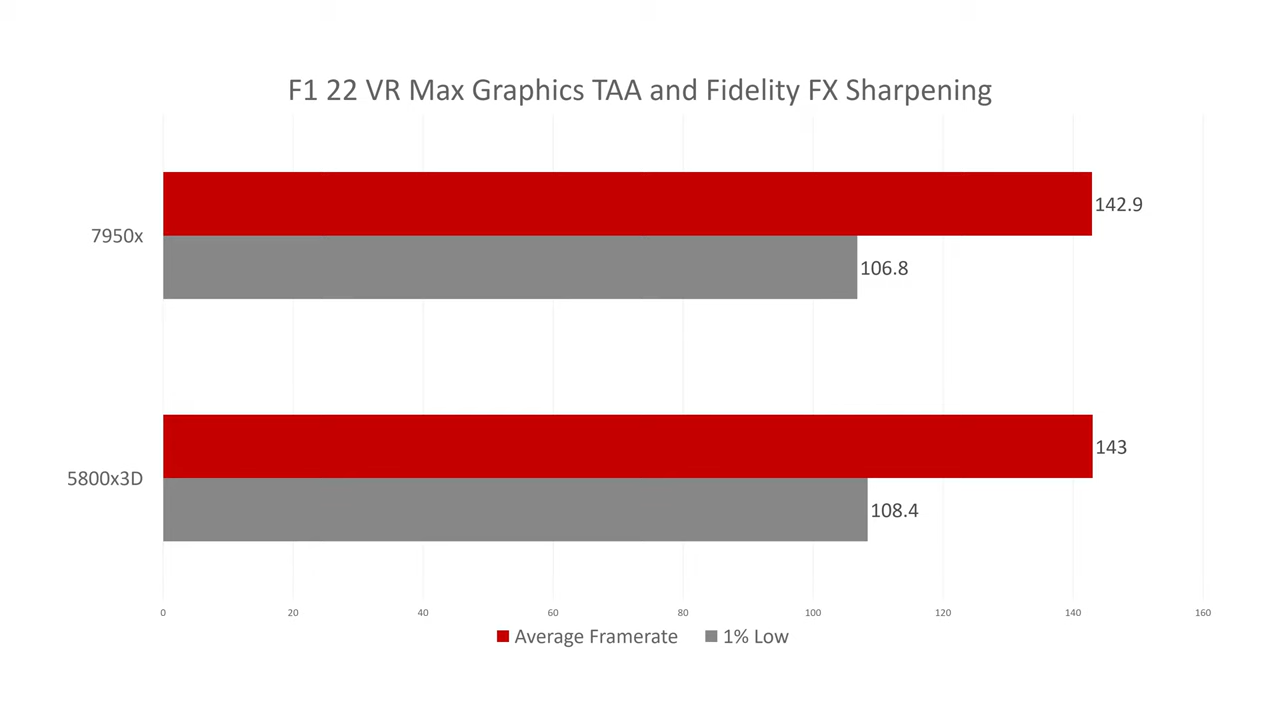 F1 22 VR Max Graphics TAA and Fidelity FX Sharpening
142.9
7950x
106.8
143
5800x3D
108.4
0 20 40 60 80 100 120 140 160
Average Framerate 1% Low